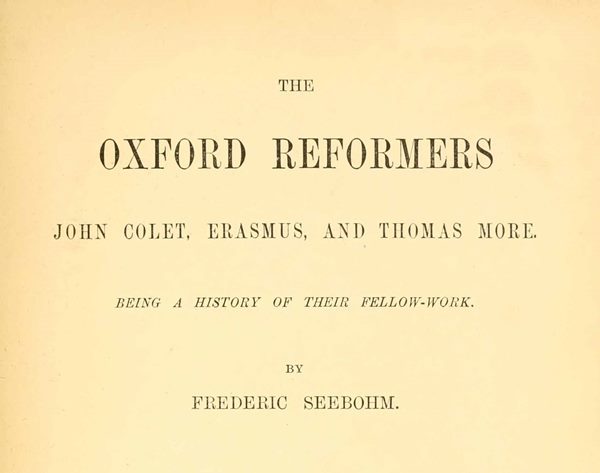 THE
OXFORD REFORMERS
JOHN COLET, ERASMUS, AND THOMAS MORE.
BEING A HISTORY OF THEIR FELLOW-WORK.
BY
FREDERIC SEEBOHM.